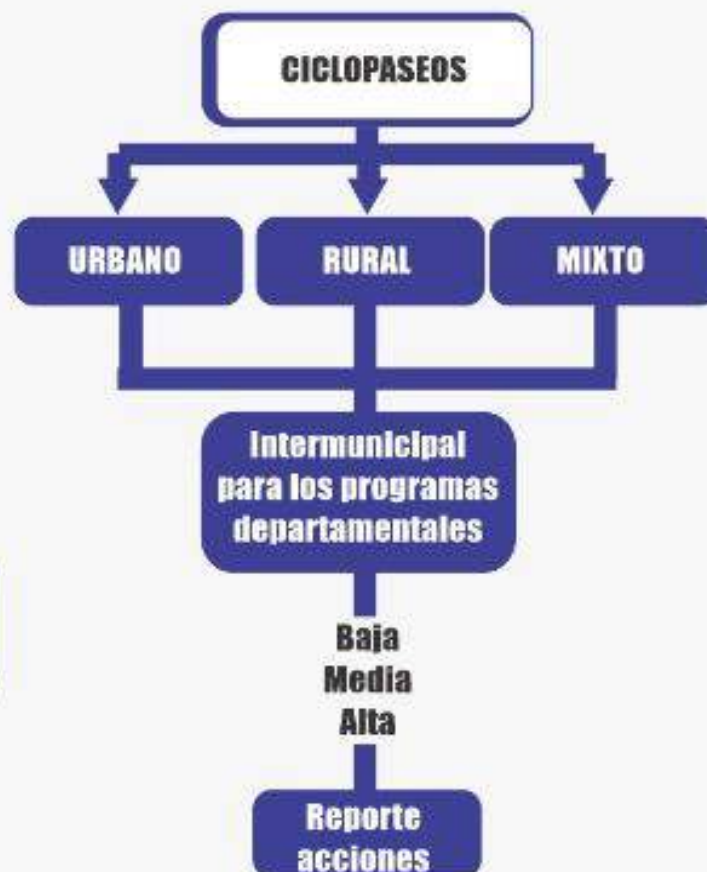 CICLOPASEOS
URBANO
RURAL
MIXTO
Intermunicipal
para los programas
departamentales
Baja
Media
Alta
Reporte
acciones